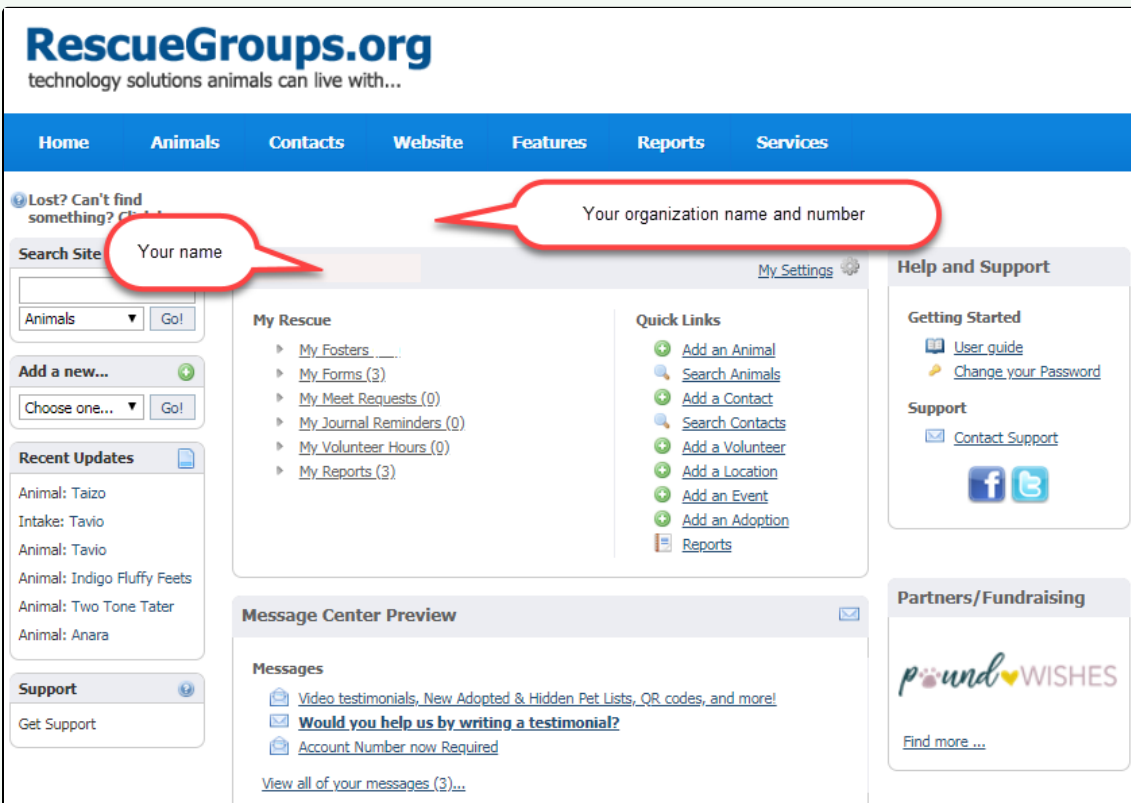 RescueGroups.org
technology solutions animals can live with...
Home Animals Contacts Website Features Reports Services
Lost? Can't find
something?
Your organization name and number
Your name
Search Site
Animals Go!
Add a new...
Choose one... Go!
Recent Updates
Animal: Taizo
Intake: Tavio
Animal: Tavio
Animal: Indigo Fluffy Feets
Animal: Two Tone Tater
Animal: Anara
Support
Get Support
My Settings
My Rescue
My Fosters
My Forms (3)
My Meet Requests (0)
My Journal Reminders (0)
My Volunteer Hours (0)
My Reports (3)
Quick Links
Add an Animal
Search Animals
Add a Contact
Search Contacts
Add a Volunteer
Add a Location
Add an Event
Add an Adoption
Reports
Message Center Preview
Messages
Video testimonials, New Adopted & Hidden Pet Lists, QR codes, and more!
Would you help us by writing a testimonial?
Account Number now Required
View all of your messages (3)...
Help and Support
Getting Started
User guide
Change your Password
Support
Contact Support
Partners/Fundraising
pound WISHES
Find more ...